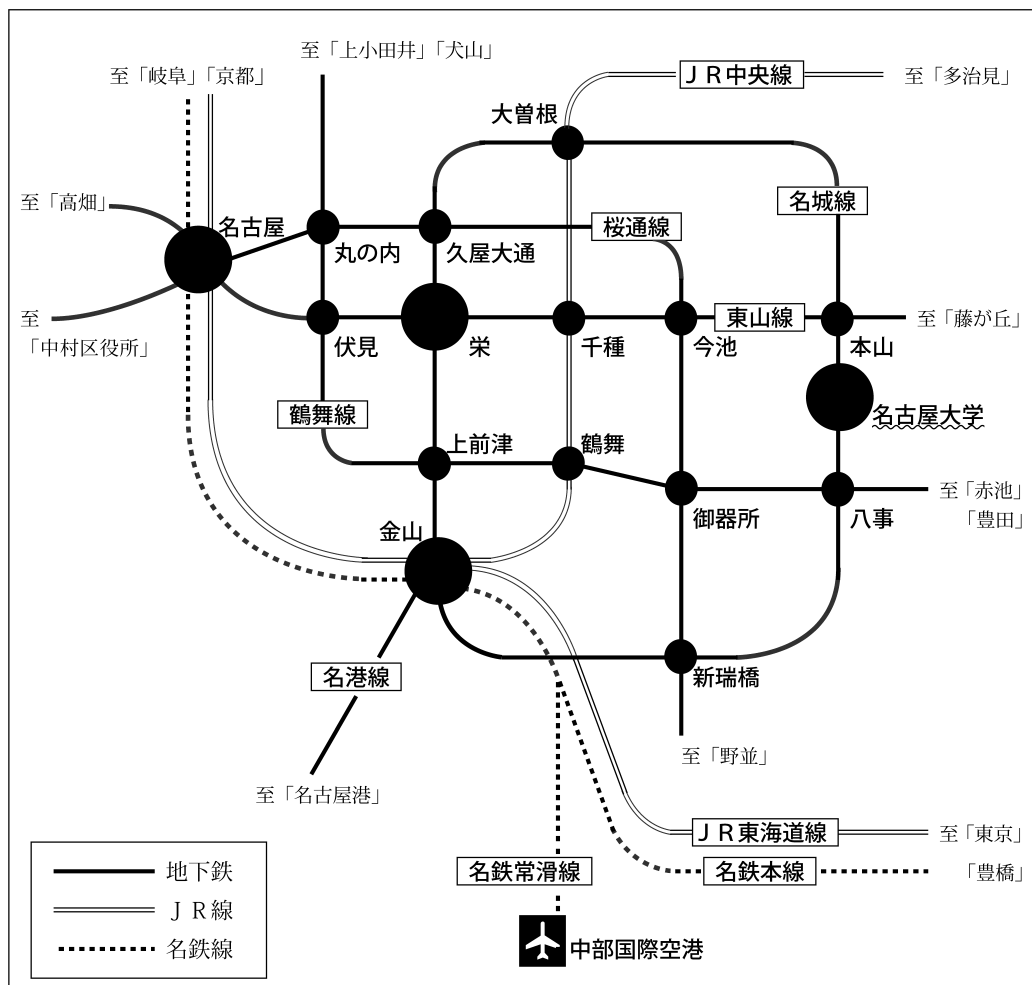 至「上小田井」「犬山」
至「岐阜」「京都」
ＪＲ中央線
至「多治見」
大曽根
至「高畑」
名城線
名古屋
桜通線
丸の内
久屋大通
至
「中村区役所」
東山線
至「藤が丘」
伏見
栄
千種
今池
本山
鶴舞線
名古屋大学
上前津
鶴舞
至「赤池」
「豊田」
御器所
八事
金山
名港線
新瑞橋
至「野並」
至「名古屋港」
ＪＲ東海道線
至「東京」
名鉄常滑線
名鉄本線
「豊橋」
地下鉄
ＪＲ線
名鉄線
中部国際空港